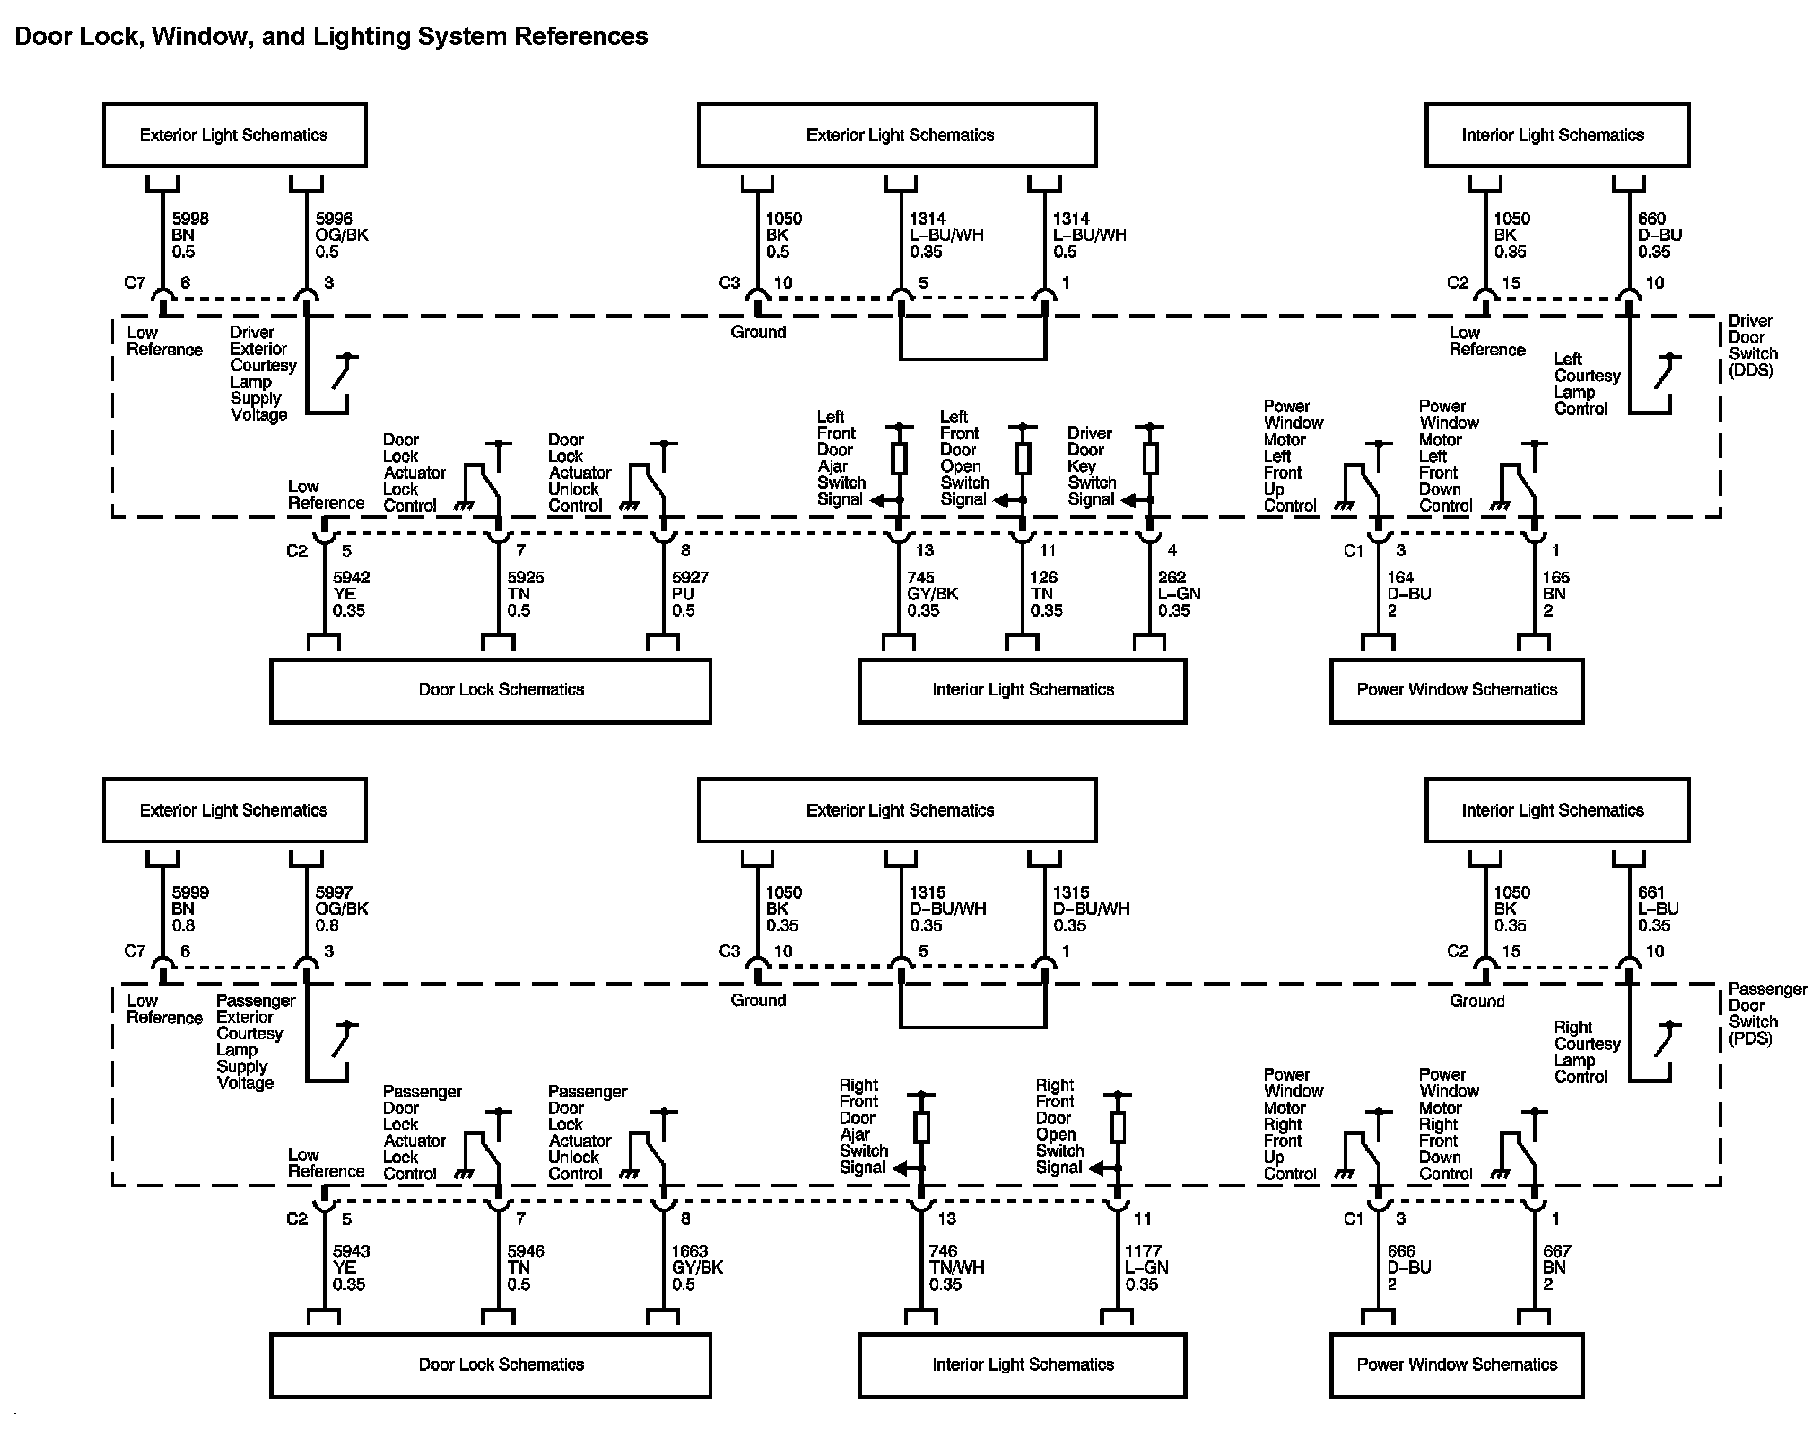 Door Lock, Window, and Lighting System References
Exterior Light Schematics
Exterior Light Schematics
Interior Light Schematics
5998
BN
0.5
5996
OG/BK
0.5
1050
BK
0.5
1314
L-BU/WH
0.35
1314
L-BU/WH
0.5
1050
BK
0.35
660
D-BU
0.35
C7 6 3
C3 10 5 1
C2 15 10
Low
Reference
Driver
Exterior
Courtesy
Lamp
Supply
Voltage
Ground
Low
Reference
Left
Courtesy
Lamp
Control
Driver
Door
Switch
(DDS)
Low
Reference
Door
Lock
Actuator
Lock
Control
Door
Lock
Actuator
Unlock
Control
Left
Front
Door
Ajar
Switch
Signal
Left
Front
Door
Open
Switch
Signal
Driver
Door
Key
Switch
Signal
Power
Window
Motor
Left
Front
Up
Control
Power
Window
Motor
Left
Front
Down
Control
C2 5 7 8 13 11 4
C1 3 1
5942
YE
0.35
5925
TN
0.5
5927
PU
0.5
745
GY/BK
0.35
126
TN
0.35
262
L-GN
0.35
164
D-BU
2
165
BN
2
Door Lock Schematics
Interior Light Schematics
Power Window Schematics
Exterior Light Schematics
Exterior Light Schematics
Interior Light Schematics
5999
BN
0.8
5997
OG/BK
0.8
1050
BK
0.35
1315
D-BU/WH
0.35
1315
D-BU/WH
0.35
1050
BK
0.35
661
L-BU
0.35
C7 6 3
C3 10 5 1
C2 15 10
Low
Reference
Passenger
Exterior
Courtesy
Lamp
Supply
Voltage
Ground
Ground
Right
Courtesy
Lamp
Control
Passenger
Door
Switch
(PDS)
Low
Reference
Passenger
Door
Lock
Actuator
Lock
Control
Passenger
Door
Lock
Actuator
Unlock
Control
Right
Front
Door
Ajar
Switch
Signal
Right
Front
Door
Open
Switch
Signal
Power
Window
Motor
Right
Front
Up
Control
Power
Window
Motor
Right
Front
Down
Control
C2 5 7 8 13 11
C1 3 1
5943
YE
0.35
5946
TN
0.5
1663
GY/BK
0.5
746
TN/WH
0.35
1177
L-GN
0.35
666
D-BU
2
667
BN
2
Door Lock Schematics
Interior Light Schematics
Power Window Schematics